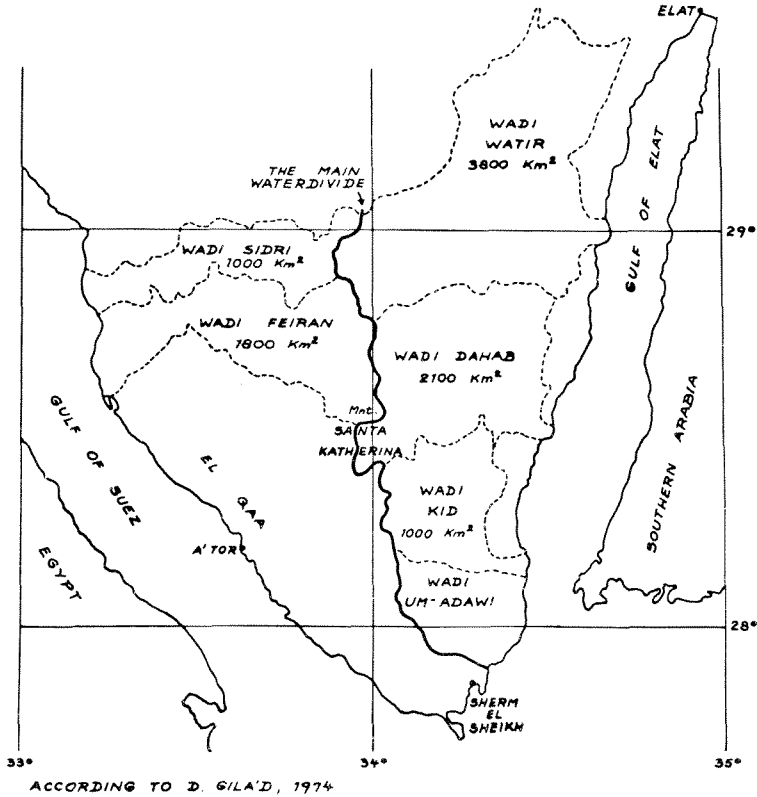 ELAT
WADI
WATIR
3800 Km²
THE MAIN
WATERDIVIDE
GULF OF ELAT
29°
WADI SIDRI
1000 Km²
WADI FEIRAN
1800 Km²
WADI DAHAB
2100 Km²
Mnt.
SANTA
KATHERINA
GULF OF SUEZ
EL QAA
SOUTHERN ARABIA
WADI
KID
1000 Km²
A'TOR
EGYPT
WADI
UM-ADAWI
28°
SHERM
EL
SHEIKH
33°
34°
35°
ACCORDING TO D. GILA'D, 1974